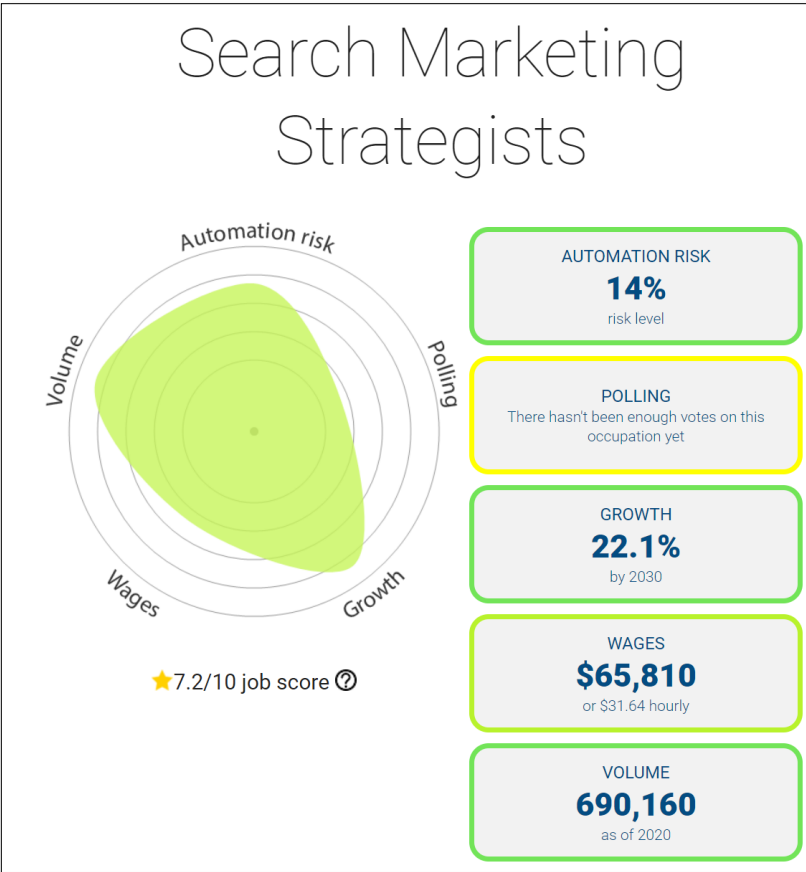 Search Marketing
Strategists
Automation risk
Polling
Growth
Wages
Volume
7.2/10 job score
AUTOMATION RISK
14%
risk level
POLLING
There hasn't been enough votes on this
occupation yet
GROWTH
22.1%
by 2030
WAGES
$65,810
or $31.64 hourly
VOLUME
690,160
as of 2020